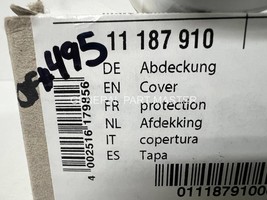 495
11 187 910
DE Abdeckung
EN Cover
FR protection
NL Afdekking
IT copertura
ES Tapa
4 002516 179856
0111879100